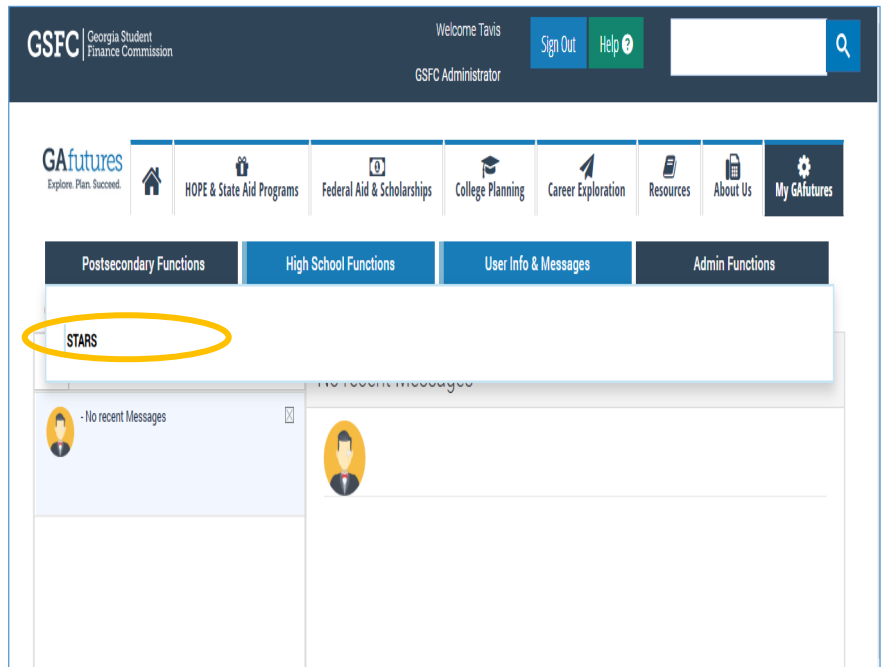 GSFC Georgia Student
Finance Commission
Welcome Tavis
GSFC Administrator
Sign Out
Help ?
GAfutures
Explore. Plan. Succeed.
HOPE & State Aid Programs
Federal Aid & Scholarships
College Planning
Career Exploration
Resources
About Us
My GAfutures
Postsecondary Functions
High School Functions
User Info & Messages
Admin Functions
STARS
No recent Messages
- No recent Messages